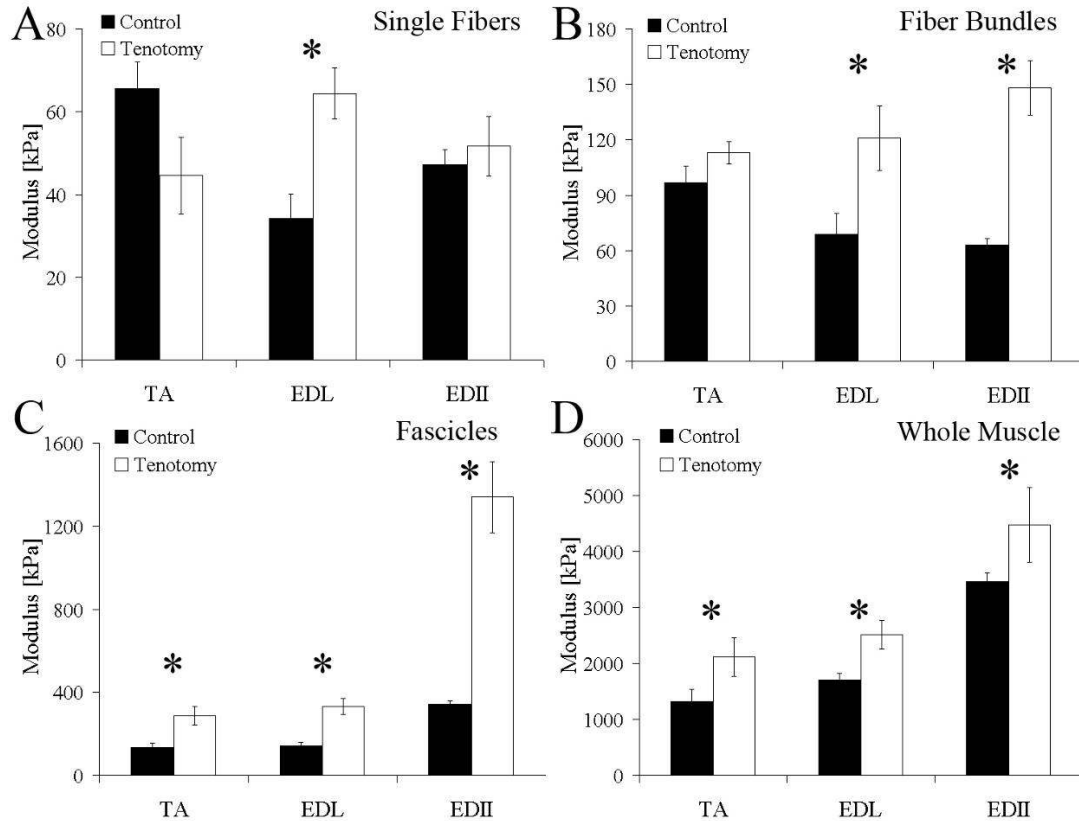 A
Single Fibers
Control
Tenotomy
Modulus [kPa]
80
60
40
20
0
*
TA
EDL
EDII
B
Fiber Bundles
Control
Tenotomy
Modulus [kPa]
180
150
120
90
60
30
0
*
*
TA
EDL
EDII
C
Fascicles
Control
Tenotomy
Modulus [kPa]
1600
1200
800
400
0
*
*
*
TA
EDL
EDII
D
Whole Muscle
Control
Tenotomy
Modulus [kPa]
6000
5000
4000
3000
2000
1000
0
*
*
*
TA
EDL
EDII